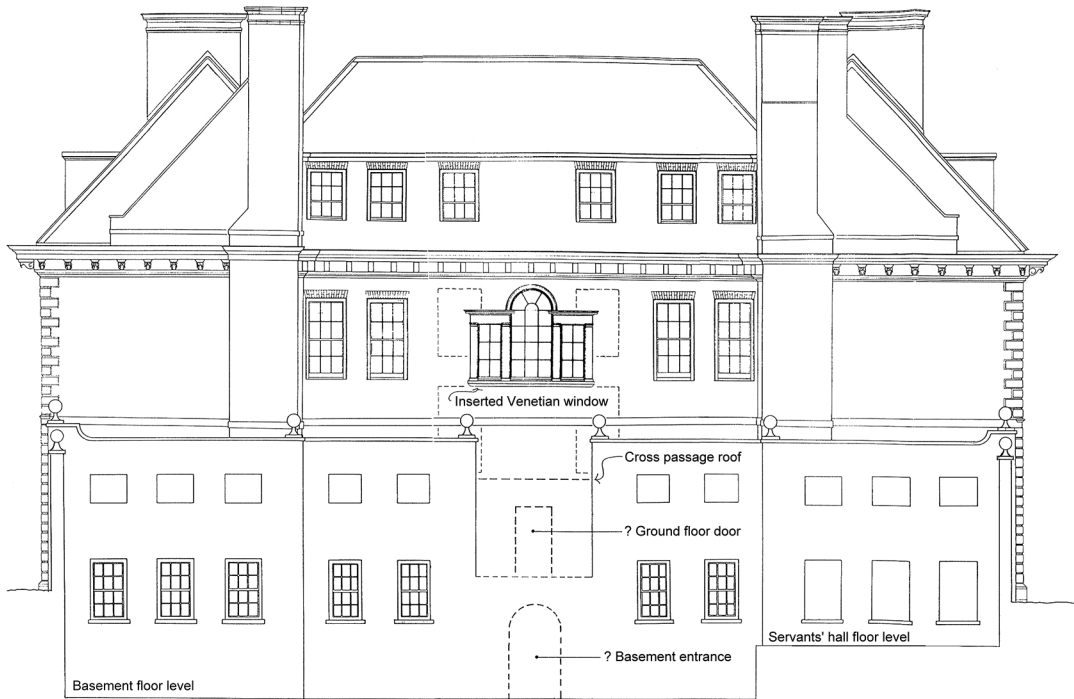 Inserted Venetian window
Cross passage roof
? Ground floor door
Servants' hall floor level
? Basement entrance
Basement floor level